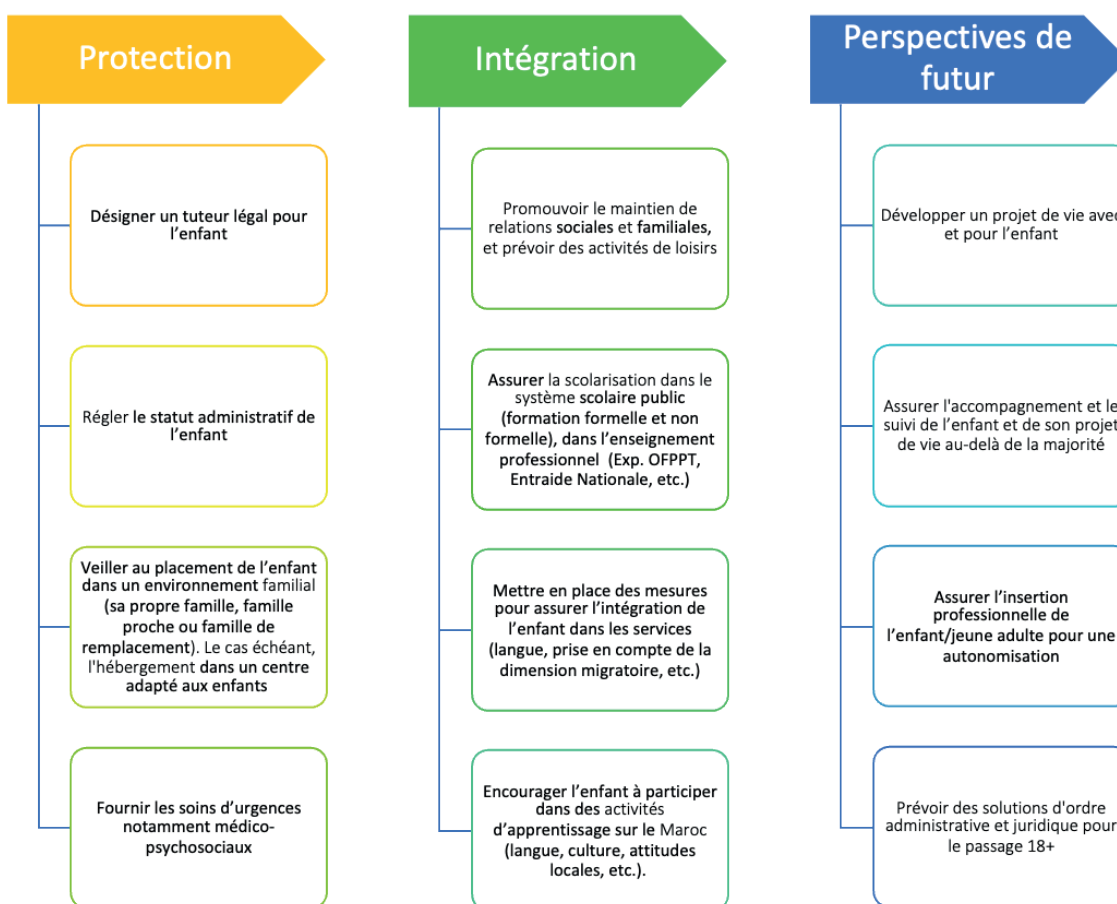 Protection
Désigner un tuteur légal pour
l’enfant
Régler le statut administratif de
l’enfant
Veiller au placement de l’enfant
dans un environnement familial
(sa propre famille, famille
proche ou famille de
remplacement). Le cas échéant,
l'hébergement dans un centre
adapté aux enfants
Fournir les soins d’urgences
notamment médico-
psychosociaux
Intégration
Promouvoir le maintien de
relations sociales et familiales,
et prévoir des activités de loisirs
Assurer la scolarisation dans le
système scolaire public
(formation formelle et non
formelle), dans l’enseignement
professionnel (Exp. OFPPT,
Entraide Nationale, etc.)
Mettre en place des mesures
pour assurer l’intégration de
l’enfant dans les services
(langue, prise en compte de la
dimension migratoire, etc.)
Encourager l’enfant à participer
dans des activités
d’apprentissage sur le Maroc
(langue, culture, attitudes
locales, etc.).
Perspectives de
futur
Développer un projet de vie avec
et pour l’enfant
Assurer l'accompagnement et le
suivi de l’enfant et de son projet
de vie au-delà de la majorité
Assurer l’insertion
professionnelle de
l’enfant/jeune adulte pour une
autonomisation
Prévoir des solutions d'ordre
administrative et juridique pour
le passage 18+